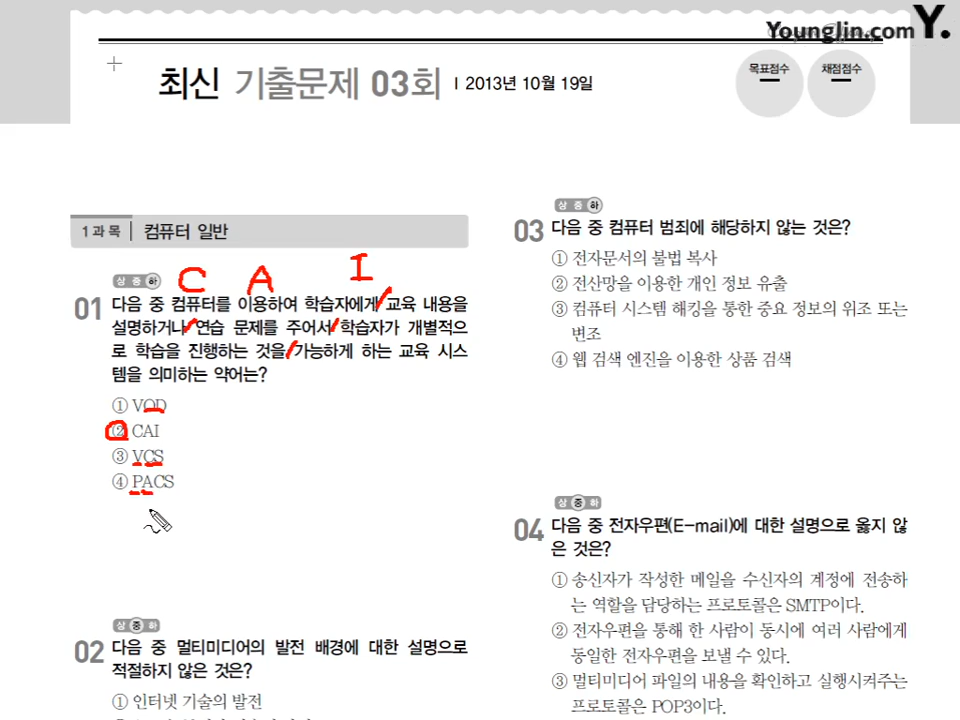 Younglin.com Y.
최신 기출문제 03회 | 2013년 10월 19일
목표점수
채점점수
1과목 컴퓨터 일반
상 중 하
C A I
01 다음 중 컴퓨터를 이용하여 학습자에게 교육 내용을
설명하거나 연습 문제를 주어서 학습자가 개별적으
로 학습을 진행하는 것을 가능하게 하는 교육 시스
템을 의미하는 약어는?
① VOD
② CAI
③ VCS
④ PACS
상 중 하
02 다음 중 멀티미디어의 발전 배경에 대한 설명으로
적절하지 않은 것은?
① 인터넷 기술의 발전
상 중 하
03 다음 중 컴퓨터 범죄에 해당하지 않는 것은?
① 전자문서의 불법 복사
② 전산망을 이용한 개인 정보 유출
③ 컴퓨터 시스템 해킹을 통한 중요 정보의 위조 또는
변조
④ 웹 검색 엔진을 이용한 상품 검색
상 중 하
04 다음 중 전자우편(E-mail)에 대한 설명으로 옳지 않
은 것은?
① 송신자가 작성한 메일을 수신자의 계정에 전송하
는 역할을 담당하는 프로토콜은 SMTP이다.
② 전자우편을 통해 한 사람이 동시에 여러 사람에게
동일한 전자우편을 보낼 수 있다.
③ 멀티미디어 파일의 내용을 확인하고 실행시켜주는
프로토콜은 POP3이다.